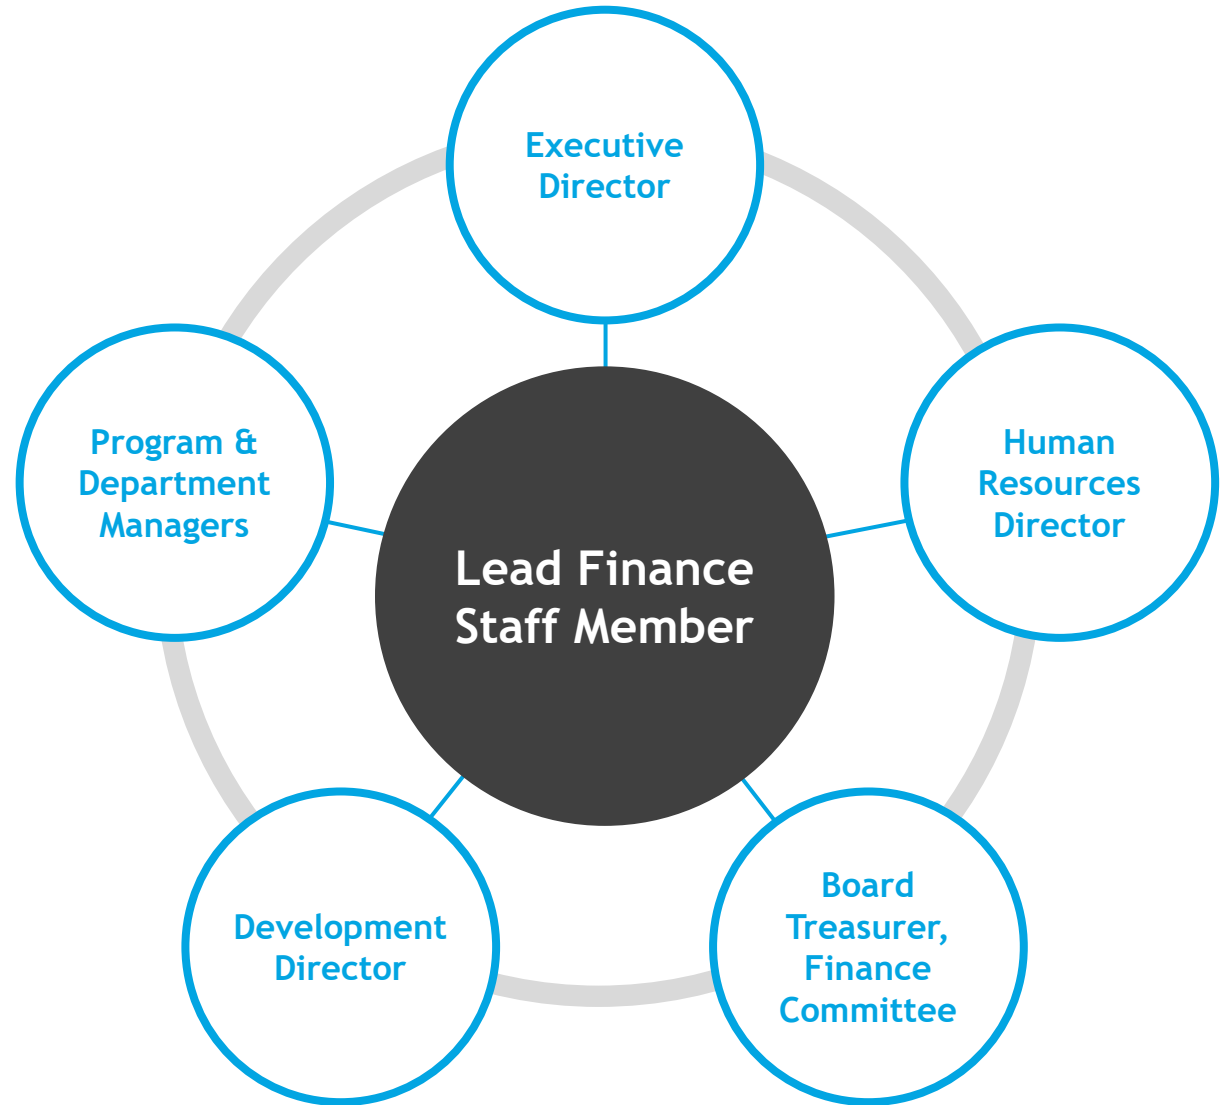 Executive
Director
Program &
Department
Managers
Human
Resources
Director
Lead Finance
Staff Member
Development
Director
Board
Treasurer,
Finance
Committee